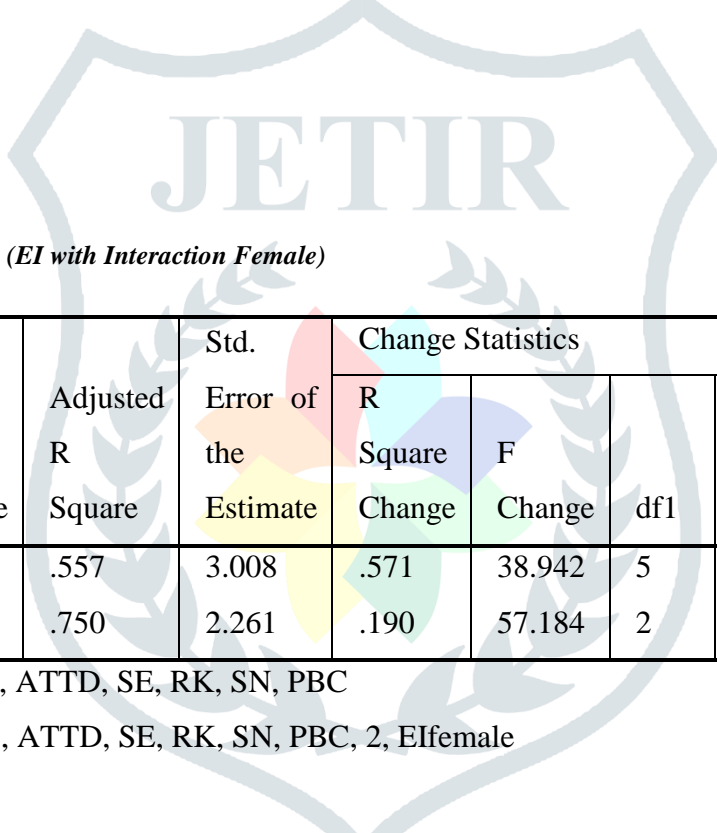 JETIR
(EI with Interaction Female)
Std. Change Statistics
Adjusted Error of R
R the Square F
e Square Estimate Change Change df1
.557 3.008 .571 38.942 5
.750 2.261 .190 57.184 2
, ATTD, SE, RK, SN, PBC
, ATTD, SE, RK, SN, PBC, 2, EIfemale